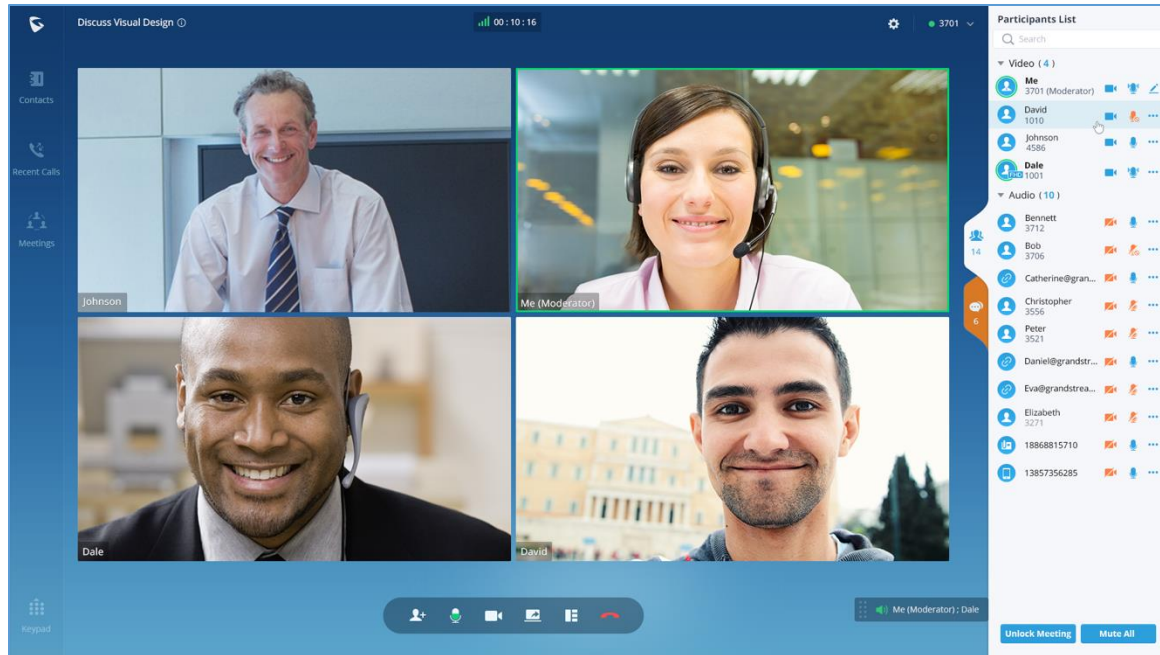 Discuss Visual Design
00 : 10 : 16
3701
Contacts
Recent Calls
Meetings
Keypad
Johnson
Me (Moderator)
Dale
David
Me (Moderator) ; Dale
14
6
Participants List
Search
Video ( 4 )
Me
3701 (Moderator)
David
1010
Johnson
4586
Dale
FHD 1001
Audio ( 10 )
Bennett
3712
Bob
3706
Catherine@gran...
Christopher
3556
Peter
3521
Daniel@grandstr...
Eva@grandstrea...
Elizabeth
3271
18868815710
13857356285
Unlock Meeting
Mute All